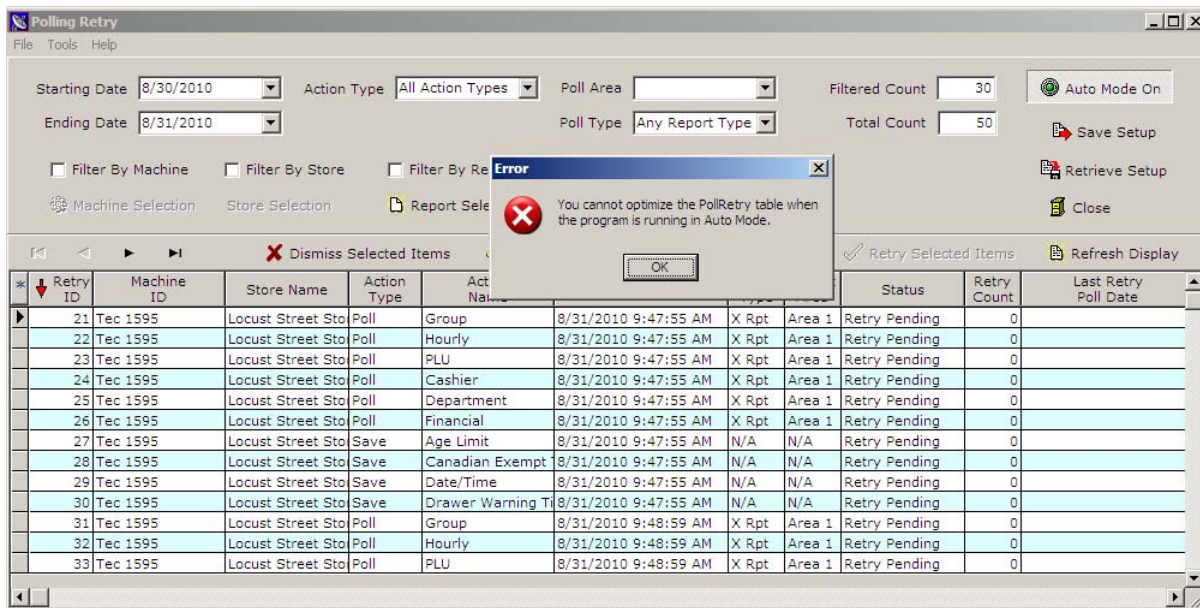 Polling Retry
File Tools Help
Starting Date 8/30/2010 Action Type All Action Types Poll Area Filtered Count 30 Auto Mode On
Ending Date 8/31/2010 Poll Type Any Report Type Total Count 50 Save Setup
Filter By Machine Filter By Store Filter By Re Error Retrieve Setup
Machine Selection Store Selection Report Sele You cannot optimize the PollRetry table when Close
the program is running in Auto Mode.
OK
Dismiss Selected Items Retry Selected Items Refresh Display
* Retry ID Machine ID Store Name Action Type Act Name Type Status Retry Count Last Retry Poll Date
21 Tec 1595 Locust Street Sto Poll Group 8/31/2010 9:47:55 AM X Rpt Area 1 Retry Pending 0
22 Tec 1595 Locust Street Sto Poll Hourly 8/31/2010 9:47:55 AM X Rpt Area 1 Retry Pending 0
23 Tec 1595 Locust Street Sto Poll PLU 8/31/2010 9:47:55 AM X Rpt Area 1 Retry Pending 0
24 Tec 1595 Locust Street Sto Poll Cashier 8/31/2010 9:47:55 AM X Rpt Area 1 Retry Pending 0
25 Tec 1595 Locust Street Sto Poll Department 8/31/2010 9:47:55 AM X Rpt Area 1 Retry Pending 0
26 Tec 1595 Locust Street Sto Poll Financial 8/31/2010 9:47:55 AM X Rpt Area 1 Retry Pending 0
27 Tec 1595 Locust Street Sto Save Age Limit 8/31/2010 9:47:55 AM N/A N/A Retry Pending 0
28 Tec 1595 Locust Street Sto Save Canadian Exempt 8/31/2010 9:47:55 AM N/A N/A Retry Pending 0
29 Tec 1595 Locust Street Sto Save Date/Time 8/31/2010 9:47:55 AM N/A N/A Retry Pending 0
30 Tec 1595 Locust Street Sto Save Drawer Warning Ti 8/31/2010 9:47:55 AM N/A N/A Retry Pending 0
31 Tec 1595 Locust Street Sto Poll Group 8/31/2010 9:48:59 AM X Rpt Area 1 Retry Pending 0
32 Tec 1595 Locust Street Sto Poll Hourly 8/31/2010 9:48:59 AM X Rpt Area 1 Retry Pending 0
33 Tec 1595 Locust Street Sto Poll PLU 8/31/2010 9:48:59 AM X Rpt Area 1 Retry Pending 0